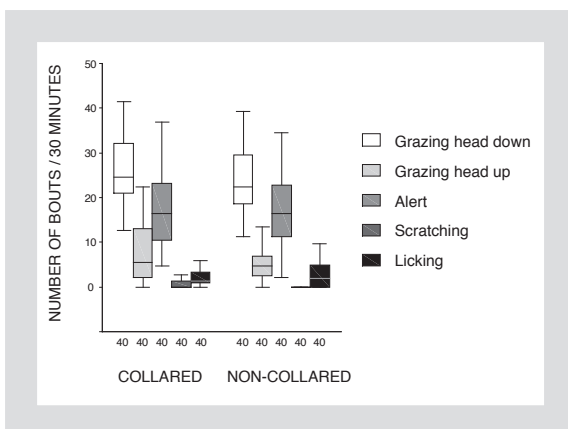 NUMBER OF BOUTS / 30 MINUTES
50
40
30
20
10
0
40 40 40 40 40 40 40 40 40 40
COLLARED NON-COLLARED
Grazing head down
Grazing head up
Alert
Scratching
Licking